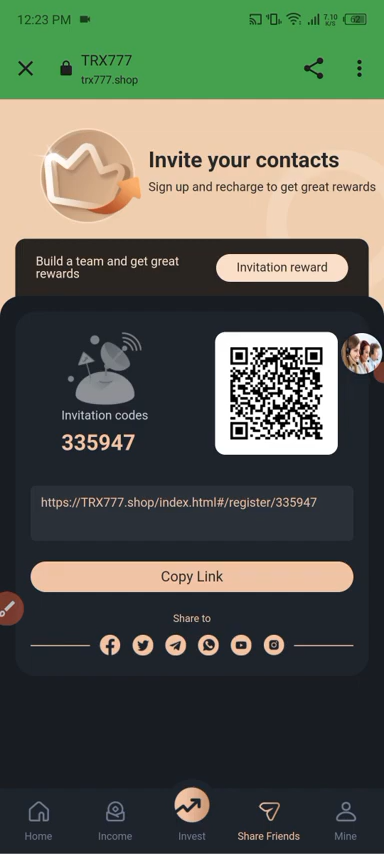 12:23 PM
7.10
K/S
TRX777
trx777.shop
Invite your contacts
Sign up and recharge to get great rewards
Build a team and get great
rewards
Invitation reward
Invitation codes
335947
https://TRX777.shop/index.html#/register/335947
Copy Link
Share to
Home
Income
Invest
Share Friends
Mine